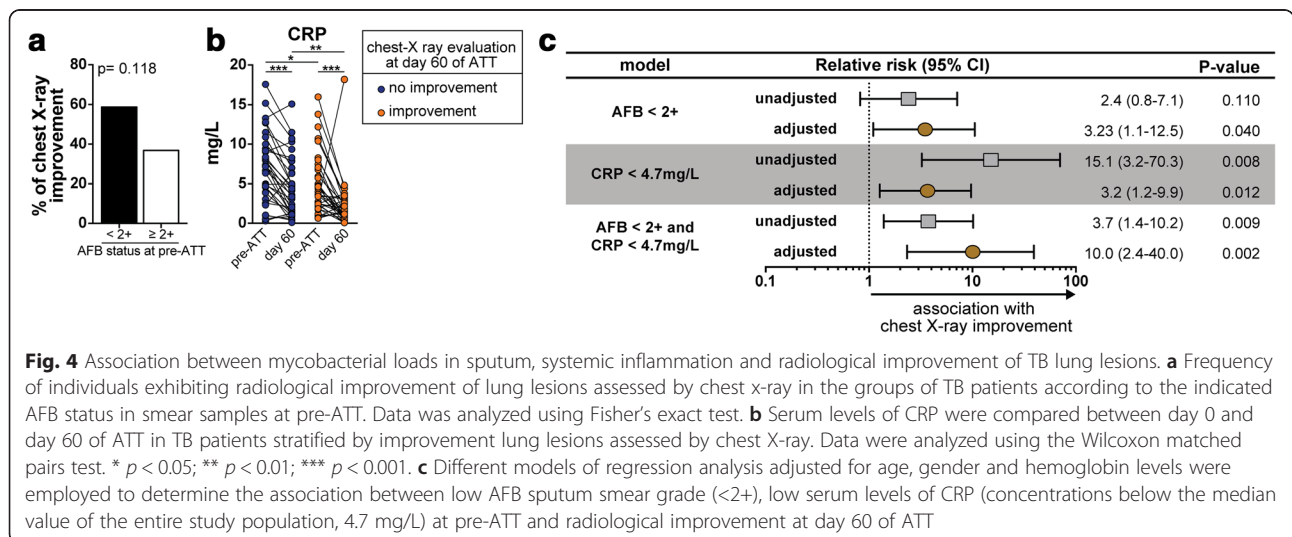 a
p= 0.118
80
60
40
20
0
% of chest X-ray
improvement
< 2+ ≥ 2+
AFB status at pre-ATT
b
CRP
**
*
*** ***
20
15
10
5
0
mg/L
pre-ATT
day 60
pre-ATT
day 60
chest-X ray evaluation
at day 60 of ATT
no improvement
improvement
c
model Relative risk (95% CI) P-value
AFB < 2+
unadjusted 2.4 (0.8-7.1) 0.110
adjusted 3.23 (1.1-12.5) 0.040
CRP < 4.7mg/L
unadjusted 15.1 (3.2-70.3) 0.008
adjusted 3.2 (1.2-9.9) 0.012
AFB < 2+ and
CRP < 4.7mg/L
unadjusted 3.7 (1.4-10.2) 0.009
adjusted 10.0 (2.4-40.0) 0.002
0.1 1 10 100
association with
chest X-ray improvement
Fig. 4 Association between mycobacterial loads in sputum, systemic inflammation and radiological improvement of TB lung lesions. a Frequency
of individuals exhibiting radiological improvement of lung lesions assessed by chest x-ray in the groups of TB patients according to the indicated
AFB status in smear samples at pre-ATT. Data was analyzed using Fisher's exact test. b Serum levels of CRP were compared between day 0 and
day 60 of ATT in TB patients stratified by improvement lung lesions assessed by chest X-ray. Data were analyzed using the Wilcoxon matched
pairs test. * p < 0.05; ** p < 0.01; *** p < 0.001. c Different models of regression analysis adjusted for age, gender and hemoglobin levels were
employed to determine the association between low AFB sputum smear grade (<2+), low serum levels of CRP (concentrations below the median
value of the entire study population, 4.7 mg/L) at pre-ATT and radiological improvement at day 60 of ATT